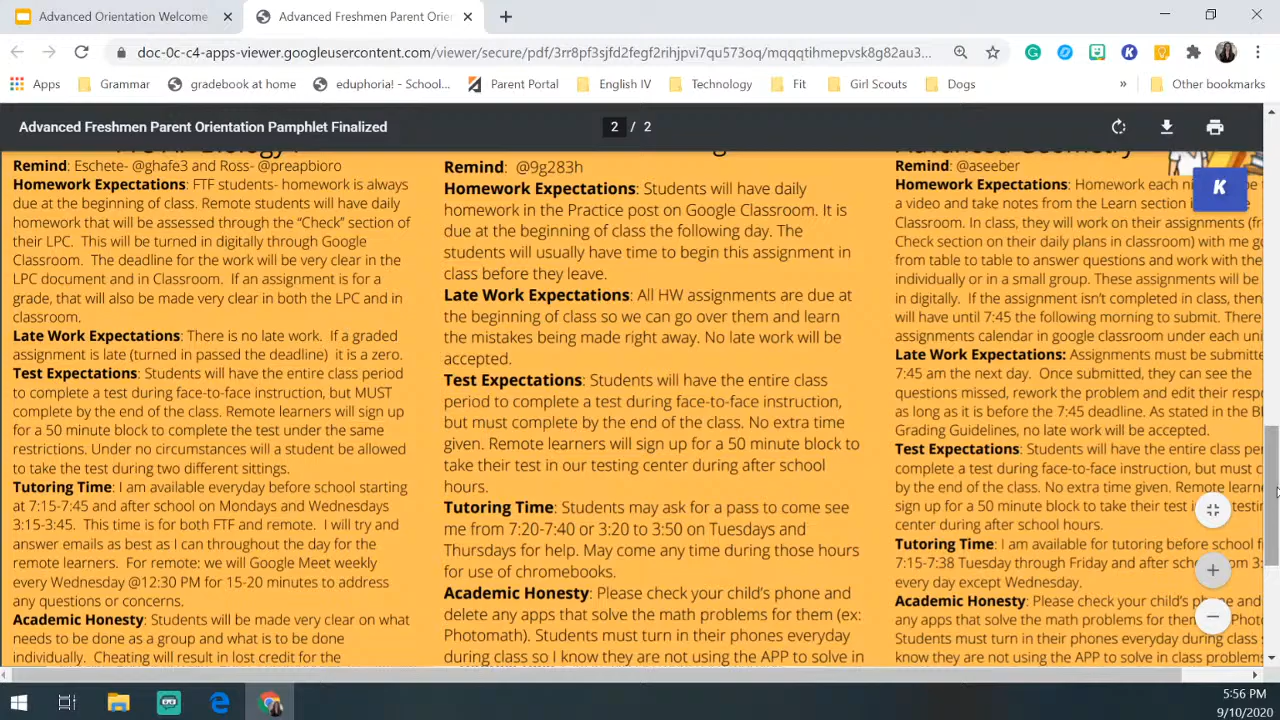 Advanced Orientation Welcome
Advanced Freshmen Parent Orie
doc-0c-c4-apps-viewer.googleusercontent.com/viewer/secure/pdf/3rr8pf3sjfd2fegf2rihjpvi7qu573oq/mqqqtihmepvsk8g82au3...
Apps
Grammar
gradebook at home
eduphoria! - School...
Parent Portal
English IV
Technology
Fit
Girl Scouts
Dogs
»
Other bookmarks
Advanced Freshmen Parent Orientation Pamphlet Finalized
2 / 2
Remind: Eschete- @ghafe3 and Ross- @preapbioro
Homework Expectations: FTF students- homework is always
due at the beginning of class. Remote students will have daily
homework that will be assessed through the “Check” section of
their LPC. This will be turned in digitally through Google
Classroom. The deadline for the work will be very clear in the
LPC document and in Classroom. If an assignment is for a
grade, that will also be made very clear in both the LPC and in
classroom.
Late Work Expectations: There is no late work. If a graded
assignment is late (turned in passed the deadline) it is a zero.
Test Expectations: Students will have the entire class period
to complete a test during face-to-face instruction, but MUST
complete by the end of the class. Remote learners will sign up
for a 50 minute block to complete the test under the same
restrictions. Under no circumstances will a student be allowed
to take the test during two different sittings.
Tutoring Time: I am available everyday before school starting
at 7:15-7:45 and after school on Mondays and Wednesdays
3:15-3:45. This time is for both FTF and remote. I will try and
answer emails as best as I can throughout the day for the
remote learners. For remote: we will Google Meet weekly
every Wednesday @12:30 PM for 15-20 minutes to address
any questions or concerns.
Academic Honesty: Students will be made very clear on what
needs to be done as a group and what is to be done
individually. Cheating will result in lost credit for the
Remind: @9g283h
Homework Expectations: Students will have daily
homework in the Practice post on Google Classroom. It is
due at the beginning of class the following day. The
students will usually have time to begin this assignment in
class before they leave.
Late Work Expectations: All HW assignments are due at
the beginning of class so we can go over them and learn
the mistakes being made right away. No late work will be
accepted.
Test Expectations: Students will have the entire class
period to complete a test during face-to-face instruction,
but must complete by the end of the class. No extra time
given. Remote learners will sign up for a 50 minute block to
take their test in our testing center during after school
hours.
Tutoring Time: Students may ask for a pass to come see
me from 7:20-7:40 or 3:20 to 3:50 on Tuesdays and
Thursdays for help. May come any time during those hours
for use of chromebooks.
Academic Honesty: Please check your child's phone and
delete any apps that solve the math problems for them (ex:
Photomath). Students must turn in their phones everyday
during class so I know they are not using the APP to solve in
Advanced Geometry
Remind: @aseeber
Homework Expectations: Homework each ni
a video and take notes from the Learn section
Classroom. In class, they will work on their assignments (fr
Check section on their daily plans in classroom) with me g
from table to table to answer questions and work with the
individually or in a small group. These assignments will be
in digitally. If the assignment isn't completed in class, then
will have until 7:45 the following morning to submit. There
assignments calendar in google classroom under each uni
Late Work Expectations: Assignments must be submitte
7:45 am the next day. Once submitted, they can see the
questions missed, rework the problem and edit their resp
as long as it is before the 7:45 deadline. As stated in the B
Grading Guidelines, no late work will be accepted.
Test Expectations: Students will have the entire class per
complete a test during face-to-face instruction, but must c
by the end of the class. No extra time given. Remote learne
sign up for a 50 minute block to take their test
center during after school hours.
Tutoring Time: I am available for tutoring before school f
7:15-7:38 Tuesday through Friday and after
every day except Wednesday.
Academic Honesty: Please check your child's phone and
any apps that solve the math problems for
Students must turn in their phones everyday during class
know they are not using the APP to solve in class problems
K
5:56 PM
9/10/2020